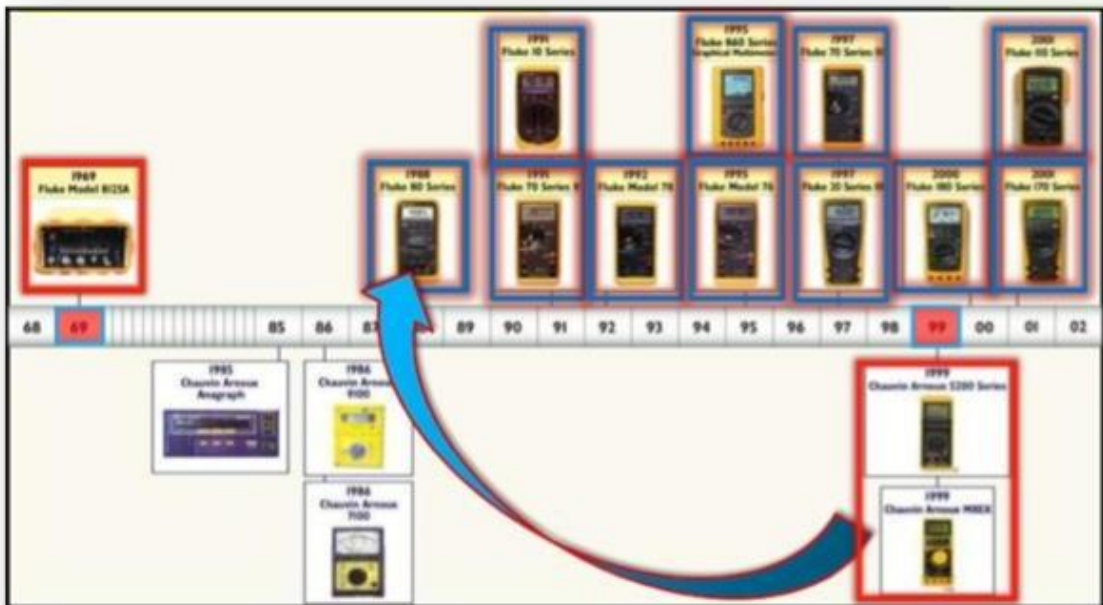 1991
Fluke 10 Series
1995
Fluke 860 Series
Graphical Multimeter
1997
Fluke 70 Series III
2001
Fluke 110 Series
1969
Fluke Model 8125A
1988
Fluke 80 Series
1991
Fluke 70 Series II
1992
Fluke Model 78
1995
Fluke Model 76
1997
Fluke 20 Series III
2000
Fluke 180 Series
2001
Fluke 170 Series
68 69 85 86 87 88 89 90 91 92 93 94 95 96 97 98 99 00 01 02
1985
Chauvin Arnoux
Anagraph
1986
Chauvin Arnoux
9100
1986
Chauvin Arnoux
7100
1999
Chauvin Arnoux 5200 Series
1999
Chauvin Arnoux